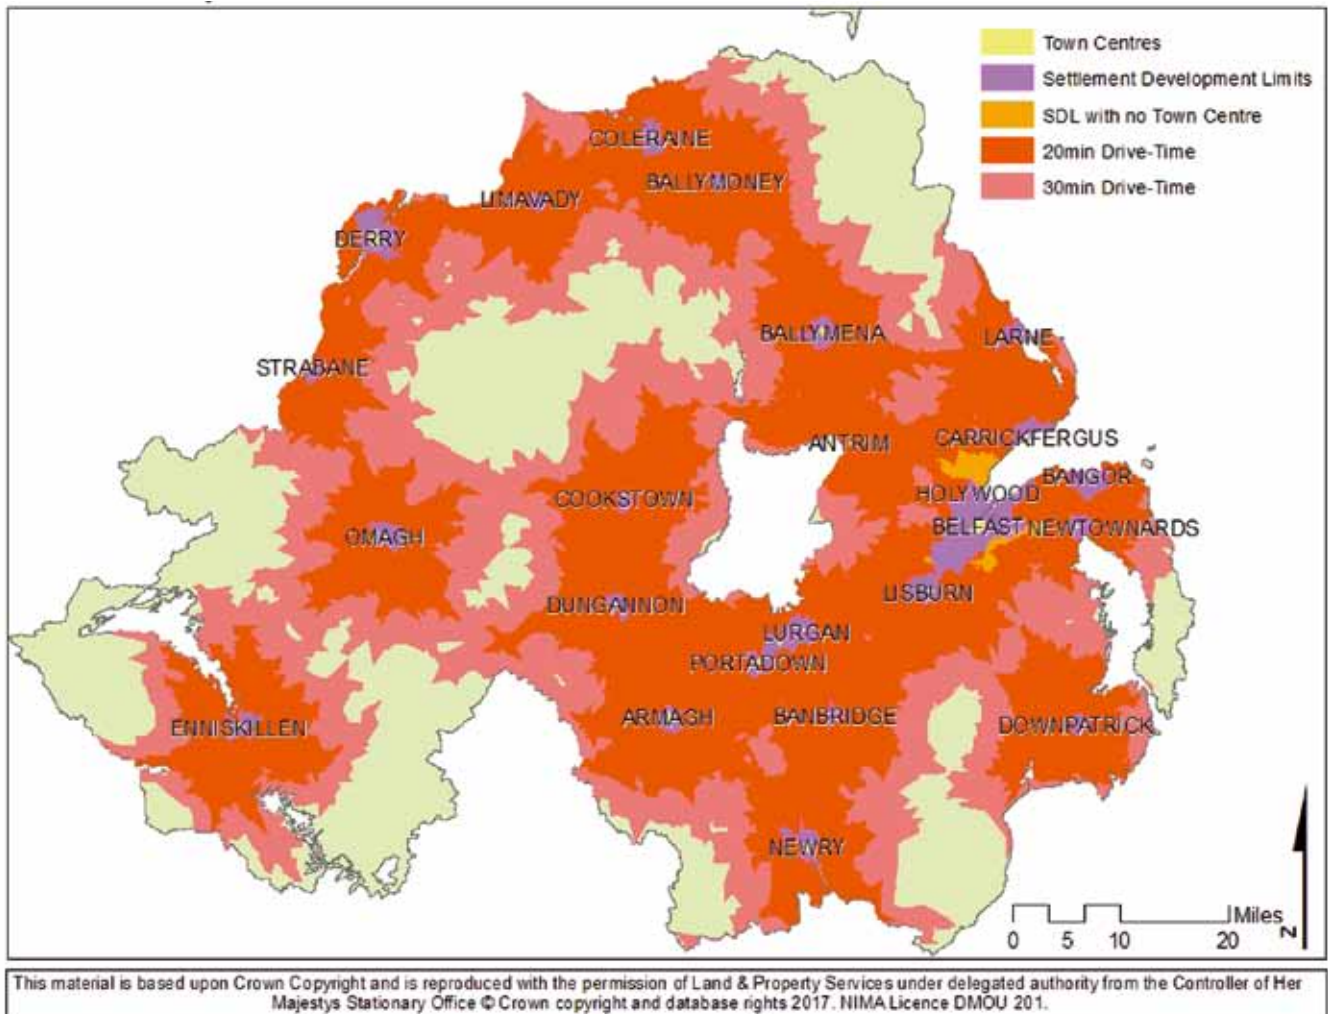 Town Centres
Settlement Development Limits
SDL with no Town Centre
20min Drive-Time
30min Drive-Time
COLERAINE
BALLYMONEY
LIMAVADY
DERRY
BALLYMENA
LARNE
STRABANE
ANTRIM
CARRICKFERGUS
BANGOR
HOLYWOOD
COOKSTOWN
BELFAST
NEWTOWNARDS
OMAGH
LISBURN
DUNGANNON
LURGAN
PORTADOWN
ARMAGH
BANBRIDGE
DOWNPATRICK
ENNISKILLEN
NEWRY
Miles
0 5 10 20
N
This material is based upon Crown Copyright and is reproduced with the permission of Land & Property Services under delegated authority from the Controller of Her
Majestys Stationary Office © Crown copyright and database rights 2017. NIMA Licence DMOU 201.